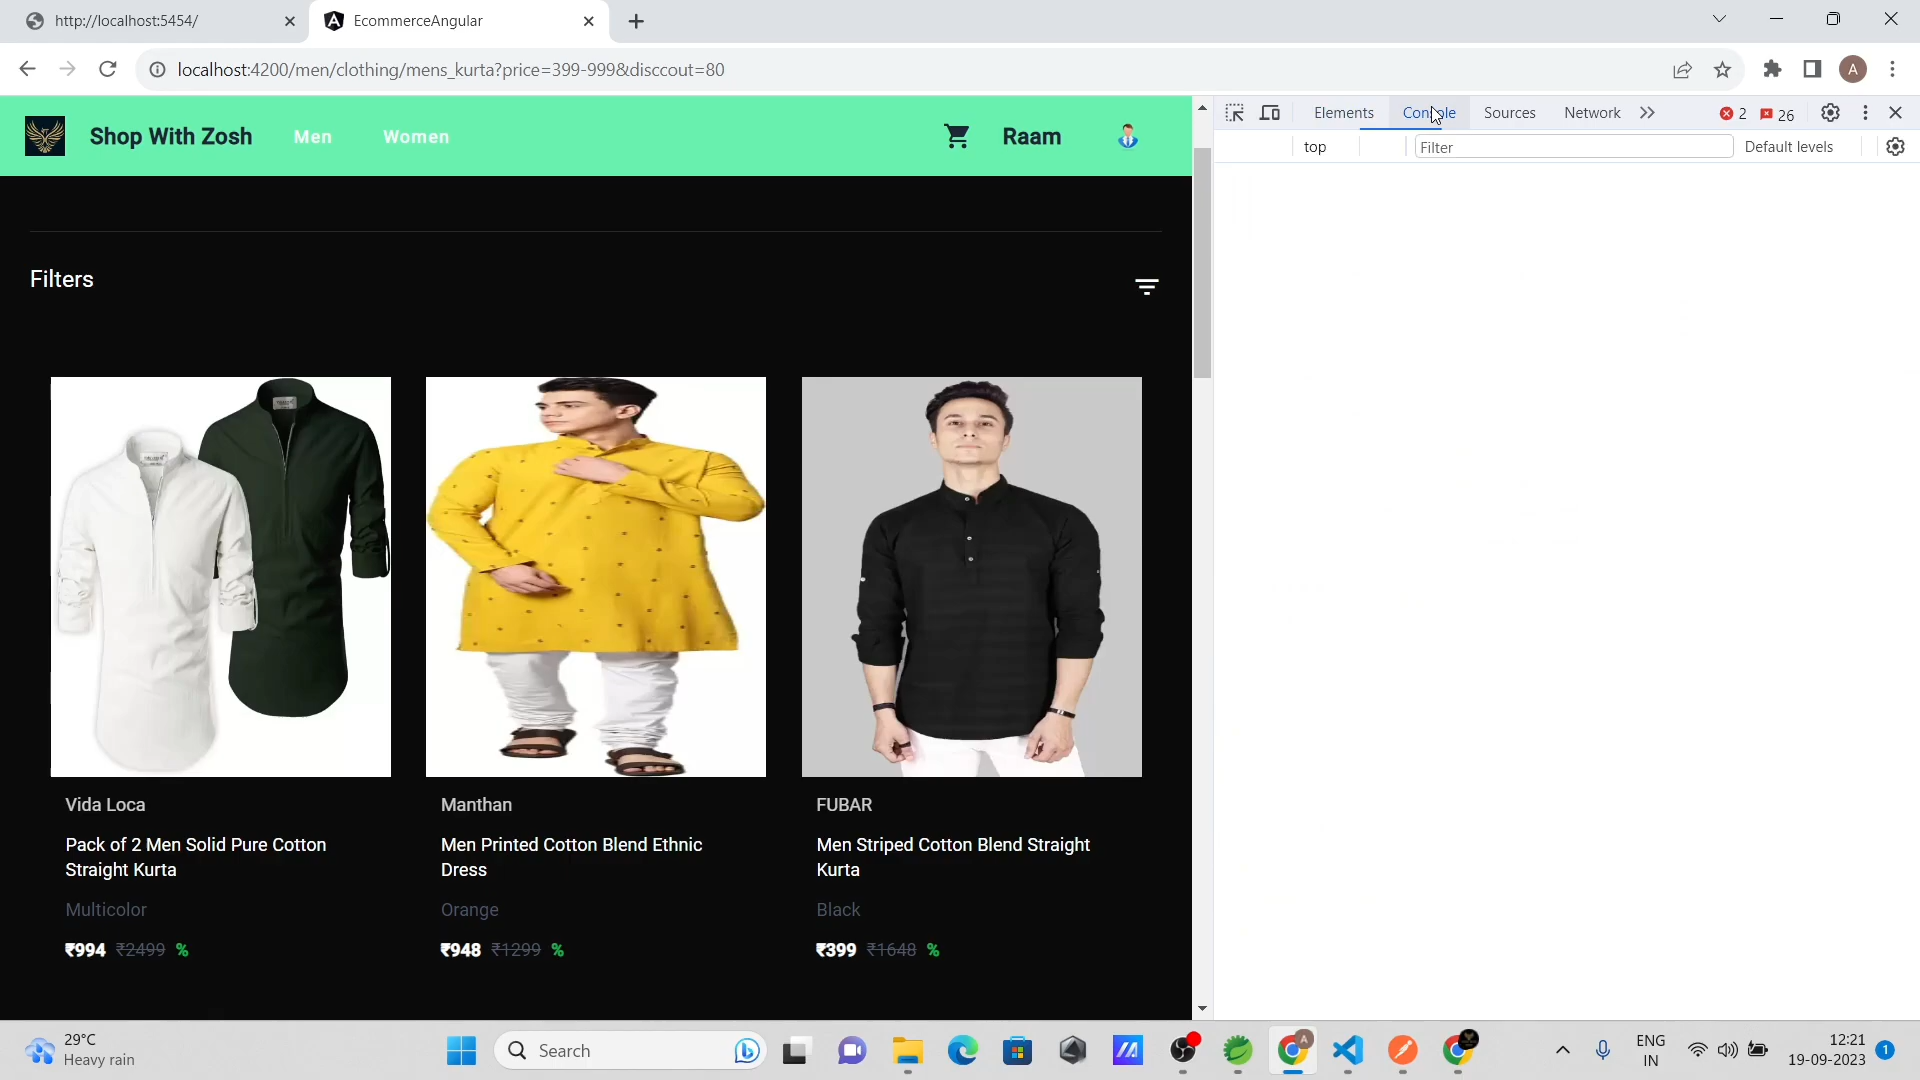 http://localhost:5454/
EcommerceAngular
localhost:4200/men/clothing/mens_kurta?price=399-999&disccout=80
A
Shop With Zosh
Men
Women
Raam
Elements
Console
Sources
Network
2
26
top
Filter
Default levels
Filters
Vida Loca
Pack of 2 Men Solid Pure Cotton
Straight Kurta
Multicolor
₹994 ₹2499 %
Manthan
Men Printed Cotton Blend Ethnic
Dress
Orange
₹948 ₹1299 %
FUBAR
Men Striped Cotton Blend Straight
Kurta
Black
₹399 ₹1648 %
29°C
Heavy rain
Search
A
ENG
IN
12:21
19-09-2023
1